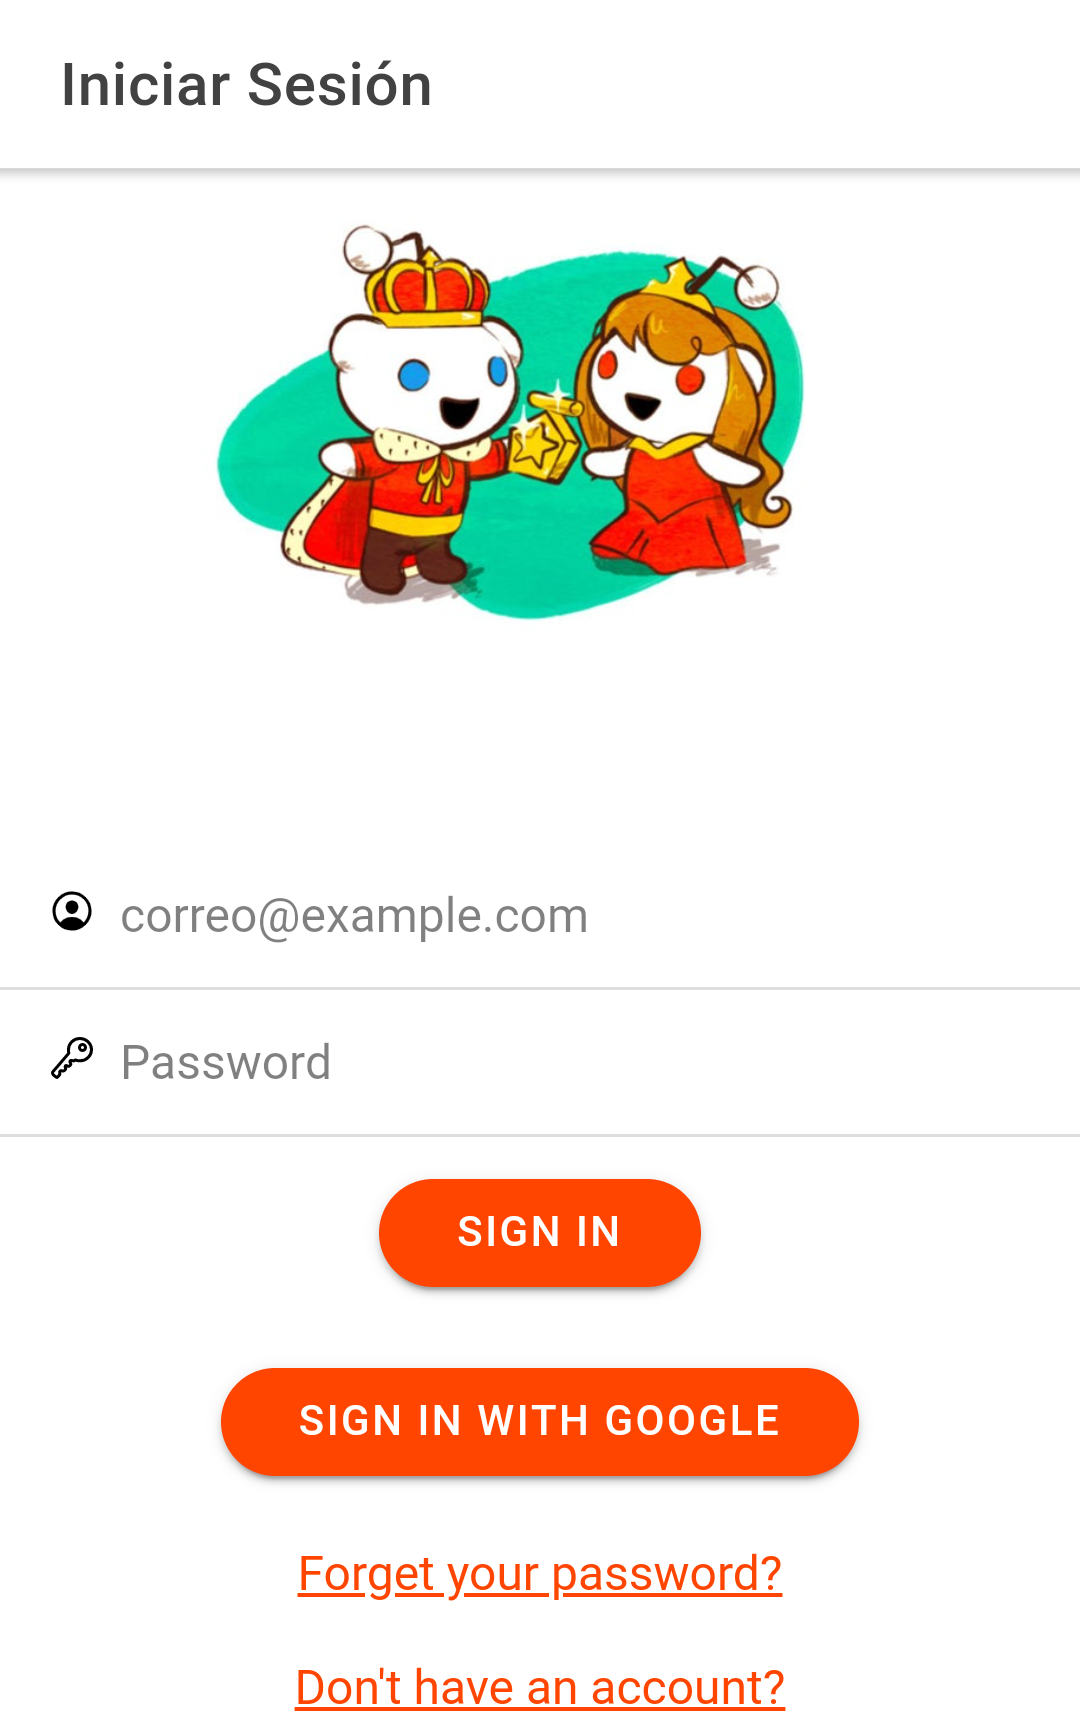 Iniciar Sesión
correo@example.com
Password
SIGN IN
SIGN IN WITH GOOGLE
Forget your password?
Don't have an account?